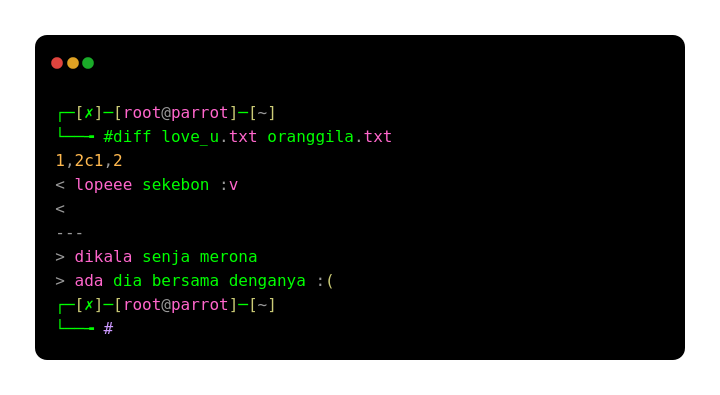 ┌─[✗]─[root@parrot]─[~]
└──╼ #diff love_u.txt oranggila.txt
1,2c1,2
< lopeee sekebon :v
<
---
> dikala senja merona
> ada dia bersama denganya :(
┌─[✗]─[root@parrot]─[~]
└──╼ #